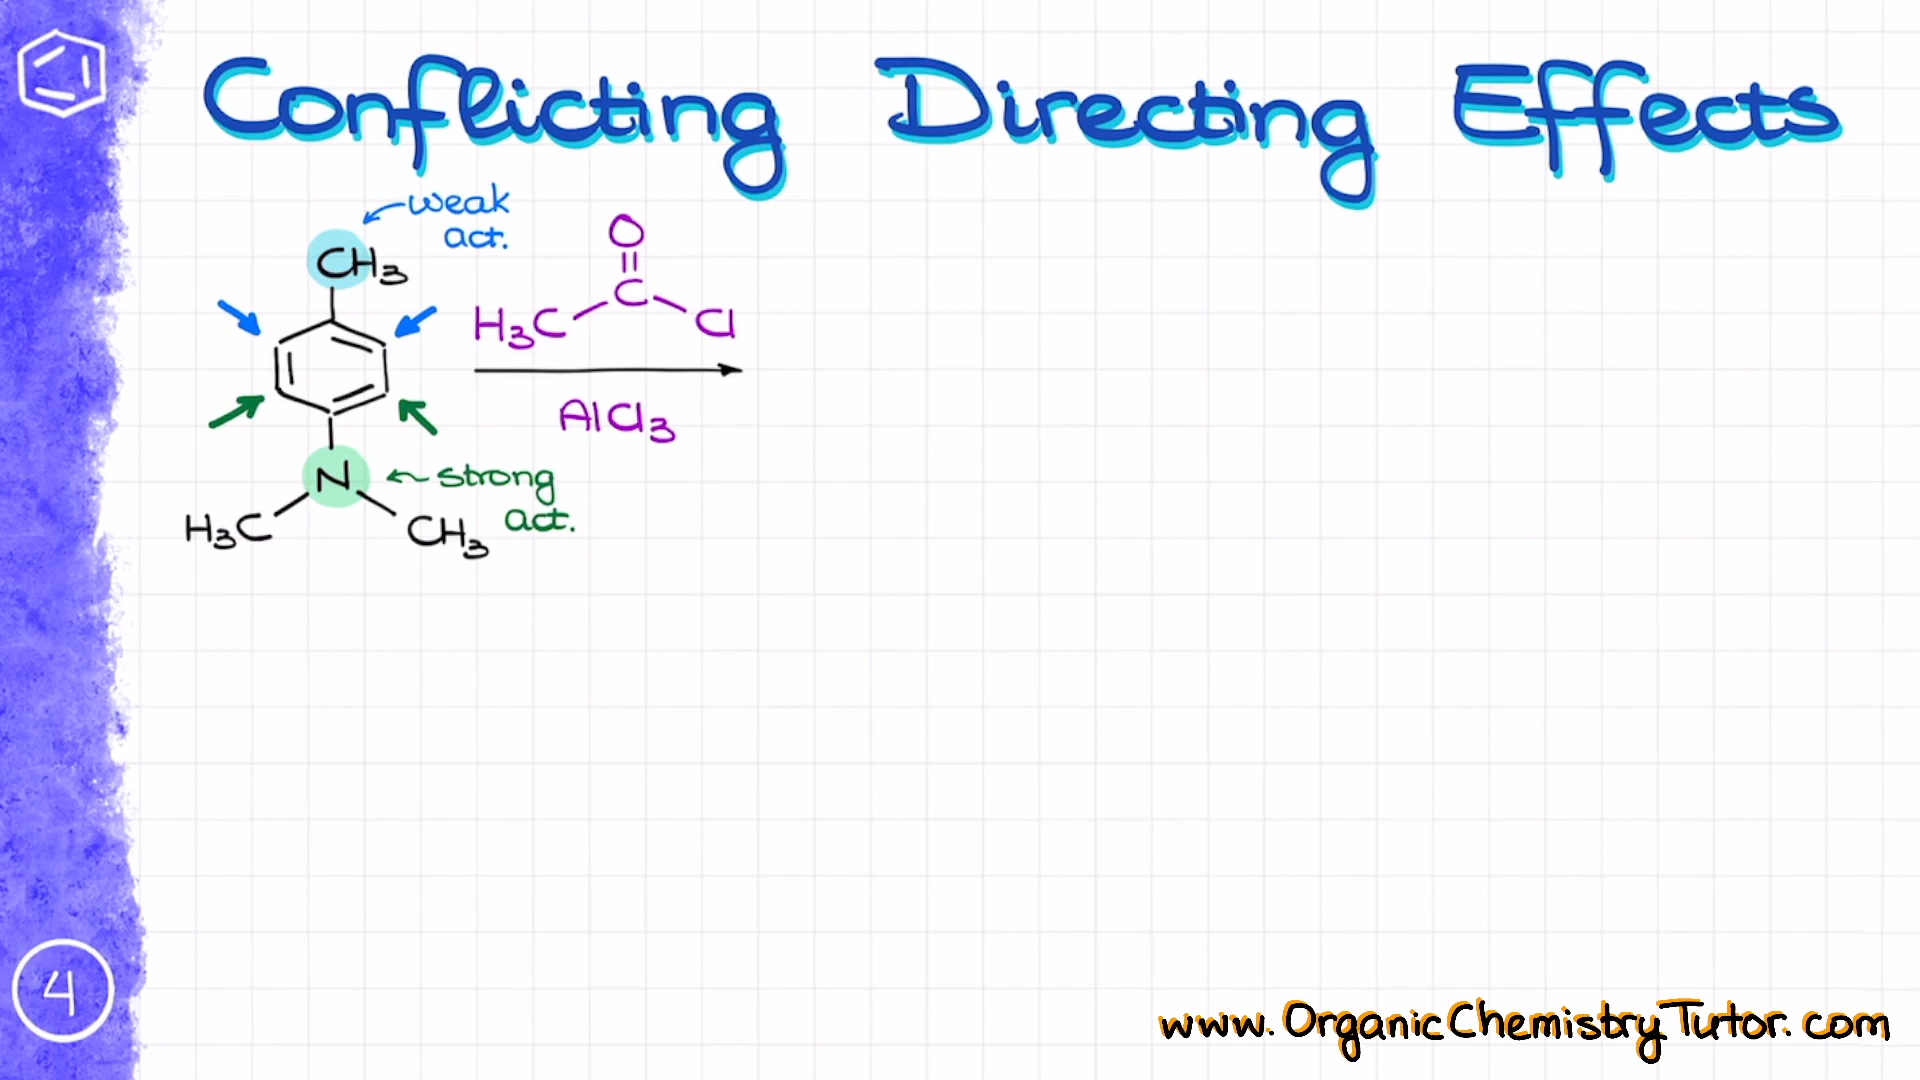 Conflicting Directing Effects
weak
act.
CH₃
O
C
H₃C
Cl
AlCl₃
N
strong
act.
H₃C
CH₃
4
www.OrganicChemistryTutor.com